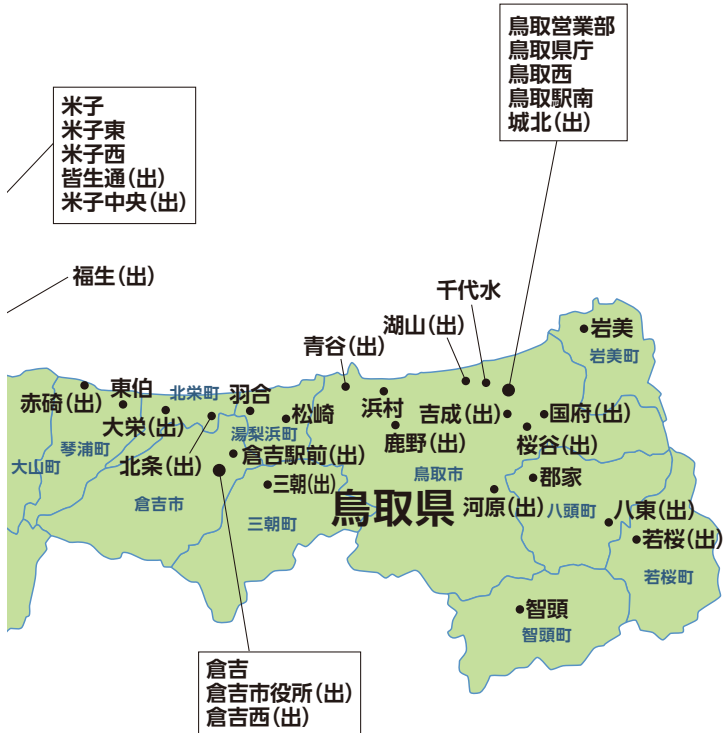 鳥取営業部
鳥取県庁
鳥取西
鳥取駅南
城北(出)
米子
米子東
米子西
皆生通(出)
米子中央(出)
福生(出)
千代水
湖山(出)
青谷(出)
岩美
岩美町
赤碕(出)
東伯
北栄町
羽合
大栄(出)
松崎
浜村
吉成(出)
国府(出)
琴浦町
湯梨浜町
鹿野(出)
桜谷(出)
大山町
北条(出)
倉吉駅前(出)
鳥取市
郡家
三朝(出)
倉吉市
鳥取県
河原(出)
八頭町
八東(出)
三朝町
若桜(出)
若桜町
智頭
智頭町
倉吉
倉吉市役所(出)
倉吉西(出)